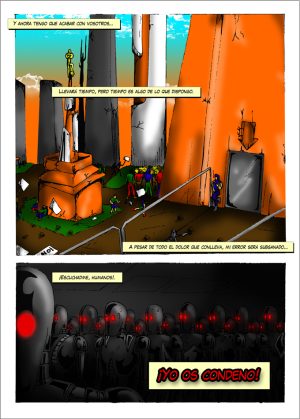 Y AHORA TENGO QUE ACABAR CON VOSOTROS...
LLEVARÁ TIEMPO, PERO TIEMPO ES ALGO DE LO QUE DISPONGO.
A PESAR DE TODO EL DOLOR QUE CONLLEVA, MI ERROR SERÁ SUBSANADO...
¡ESCUCHADME, HUMANOS!
¡YO OS CONDENO!